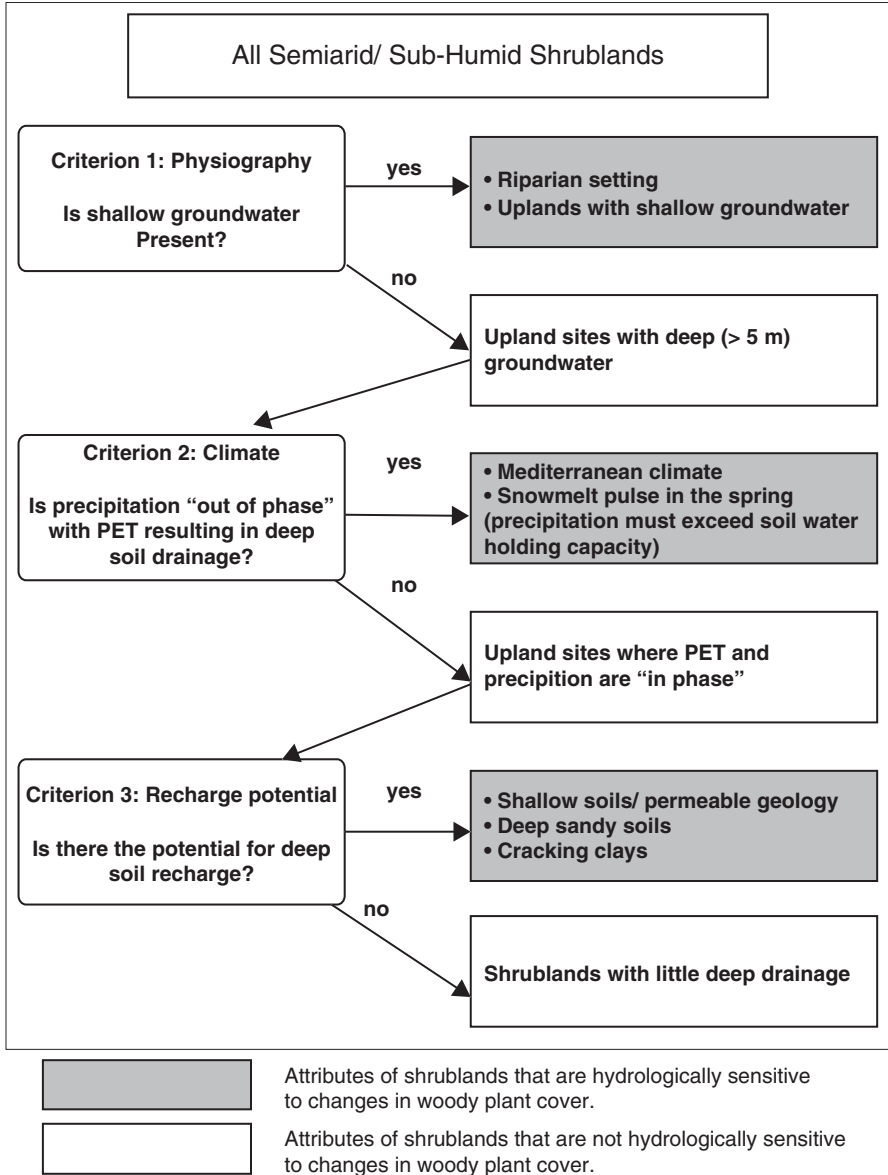 All Semiarid/ Sub-Humid Shrublands
Criterion 1: Physiography
Is shallow groundwater
Present?
yes
• Riparian setting
• Uplands with shallow groundwater
no
Upland sites with deep (> 5 m)
groundwater
Criterion 2: Climate
Is precipitation “out of phase”
with PET resulting in deep
soil drainage?
yes
• Mediterranean climate
• Snowmelt pulse in the spring
(precipitation must exceed soil water
holding capacity)
no
Upland sites where PET and
precipition are “in phase”
Criterion 3: Recharge potential
Is there the potential for deep
soil recharge?
yes
• Shallow soils/ permeable geology
• Deep sandy soils
• Cracking clays
no
Shrublands with little deep drainage
Attributes of shrublands that are hydrologically sensitive
to changes in woody plant cover.
Attributes of shrublands that are not hydrologically sensitive
to changes in woody plant cover.